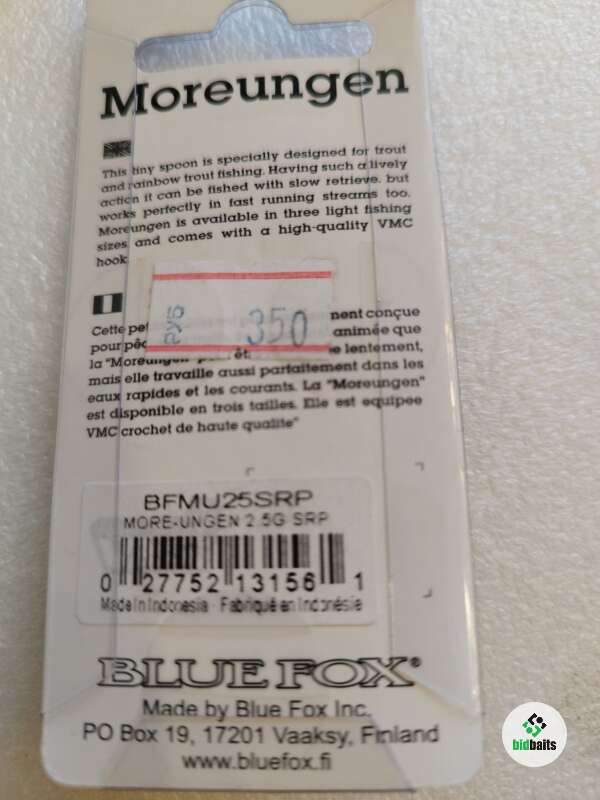 Moreungen
This tiny spoon is specially designed for trout
and rainbow trout fishing. Having such a lively
action it can be fished with slow retrieve, but
works perfectly in fast running streams too.
Moreungen is available in three light fishing
sizes and comes with a high-quality VMC
hook
РУБ 350
Cette nent conçue
pour animée que
la "Moreungen" lentement,
mais elle travaille aussi parfaitement dans les
eaux rapides et les courants. La "Moreungen"
est disponible en trois tailles. Elle est equipee
VMC crochet de haute qualite"
BFMU25SRP
MORE-UNGEN 2.5G SRP
0 27752 13156 1
Made in Indonesia · Fabriqué en Indonésie
BLUE FOX®
Made by Blue Fox Inc.
PO Box 19, 17201 Vaaksy, Finland
www.bluefox.fi
bidbaits